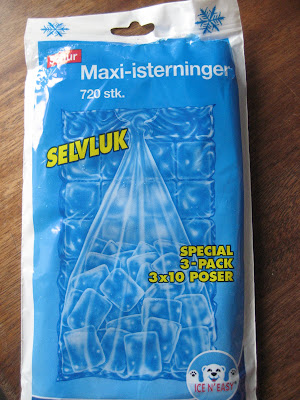 Maxi-isterninger
720 stk.
SELVLUK
SPECIAL
3-PACK
3x10 POSER
ICE N' EASY